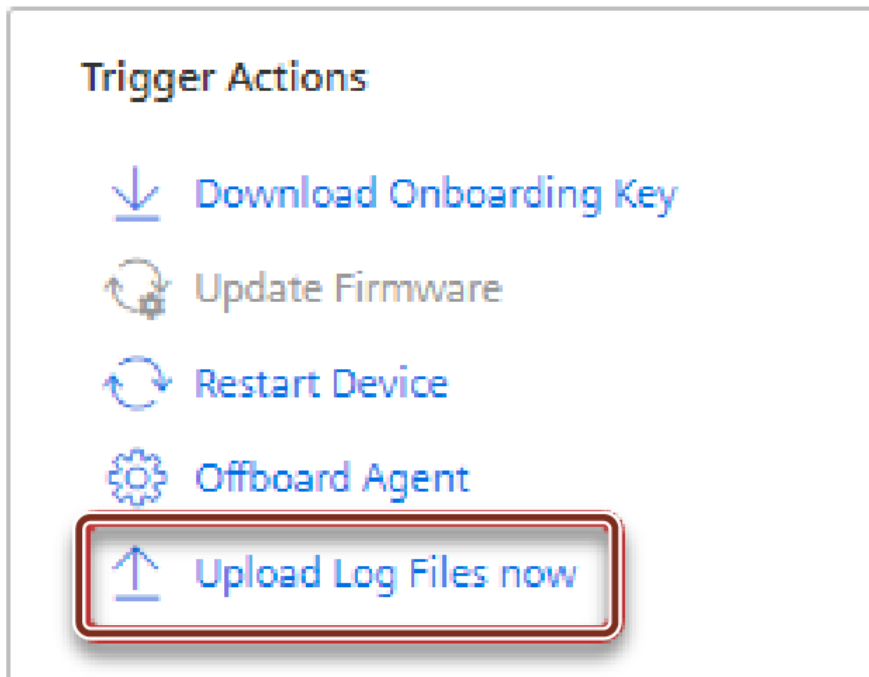 Trigger Actions
Download Onboarding Key
Update Firmware
Restart Device
Offboard Agent
Upload Log Files now